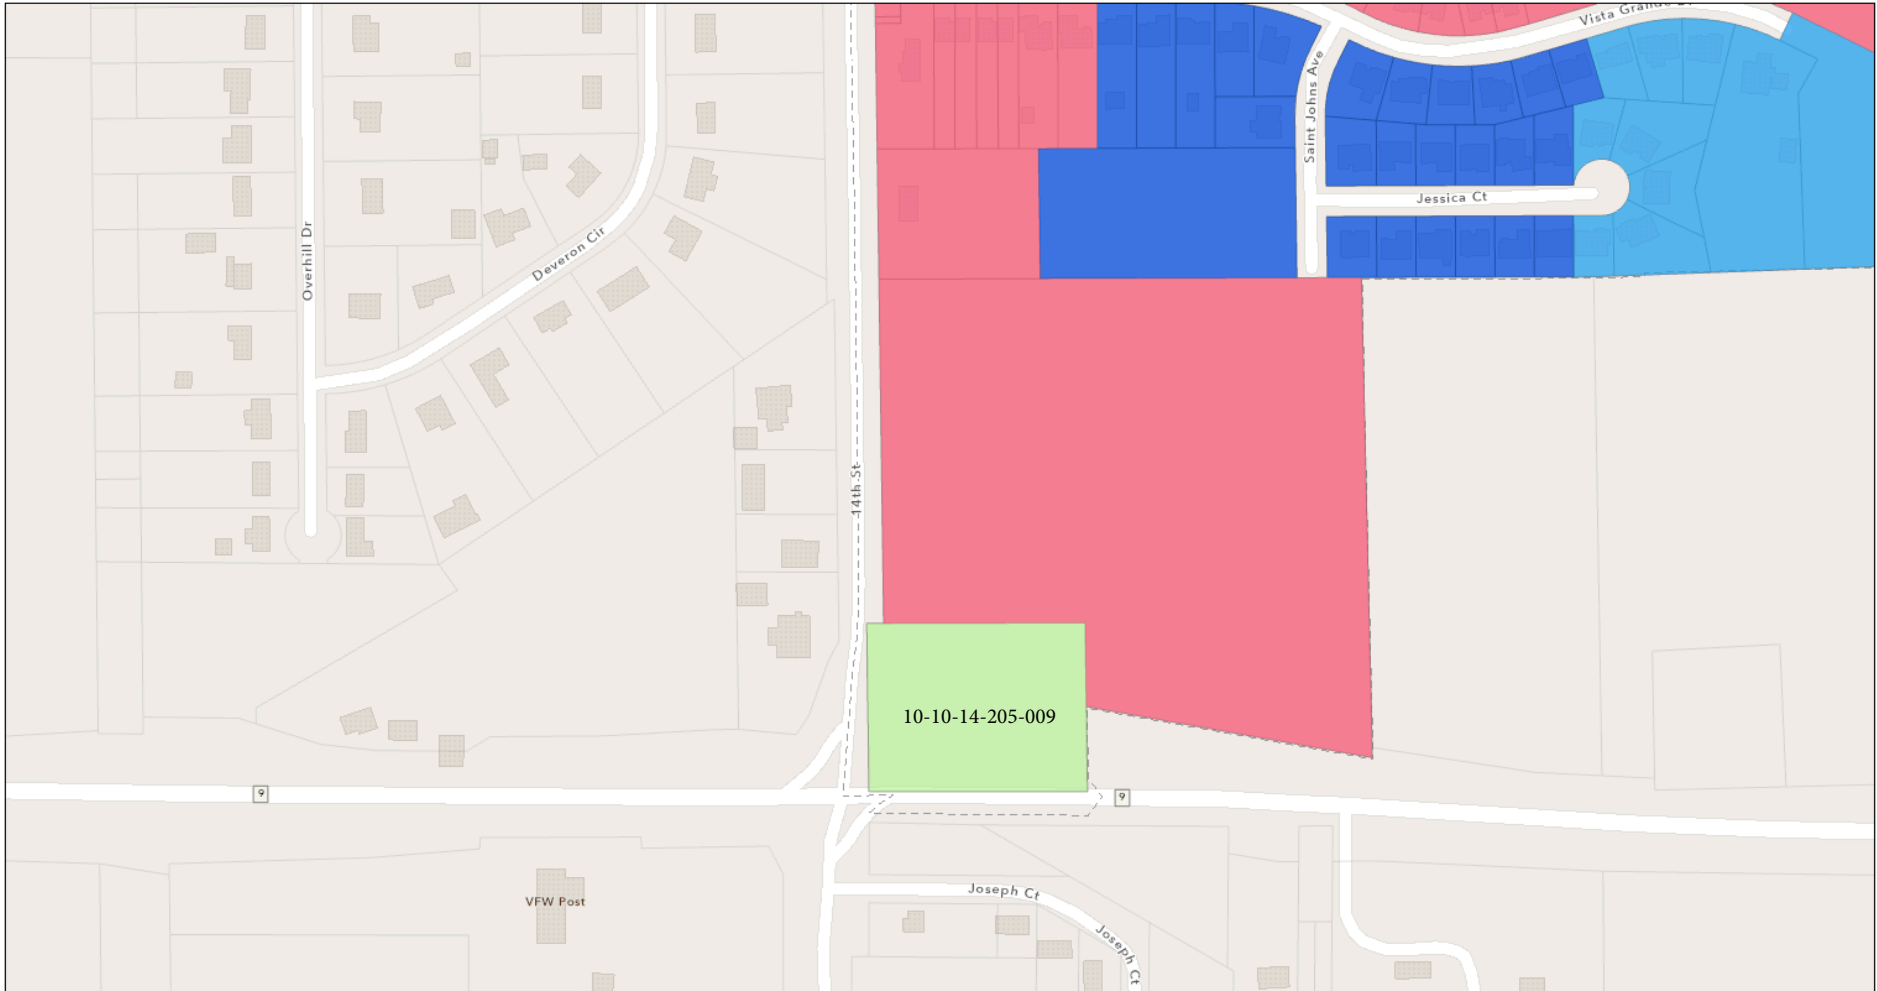 Vista Grande D
Saint Johns Ave
Jessica Ct
Overhill Dr
Deveron Cir
14th St
10-10-14-205-009
9
9
Joseph Ct
VFW Post
Joseph Ct